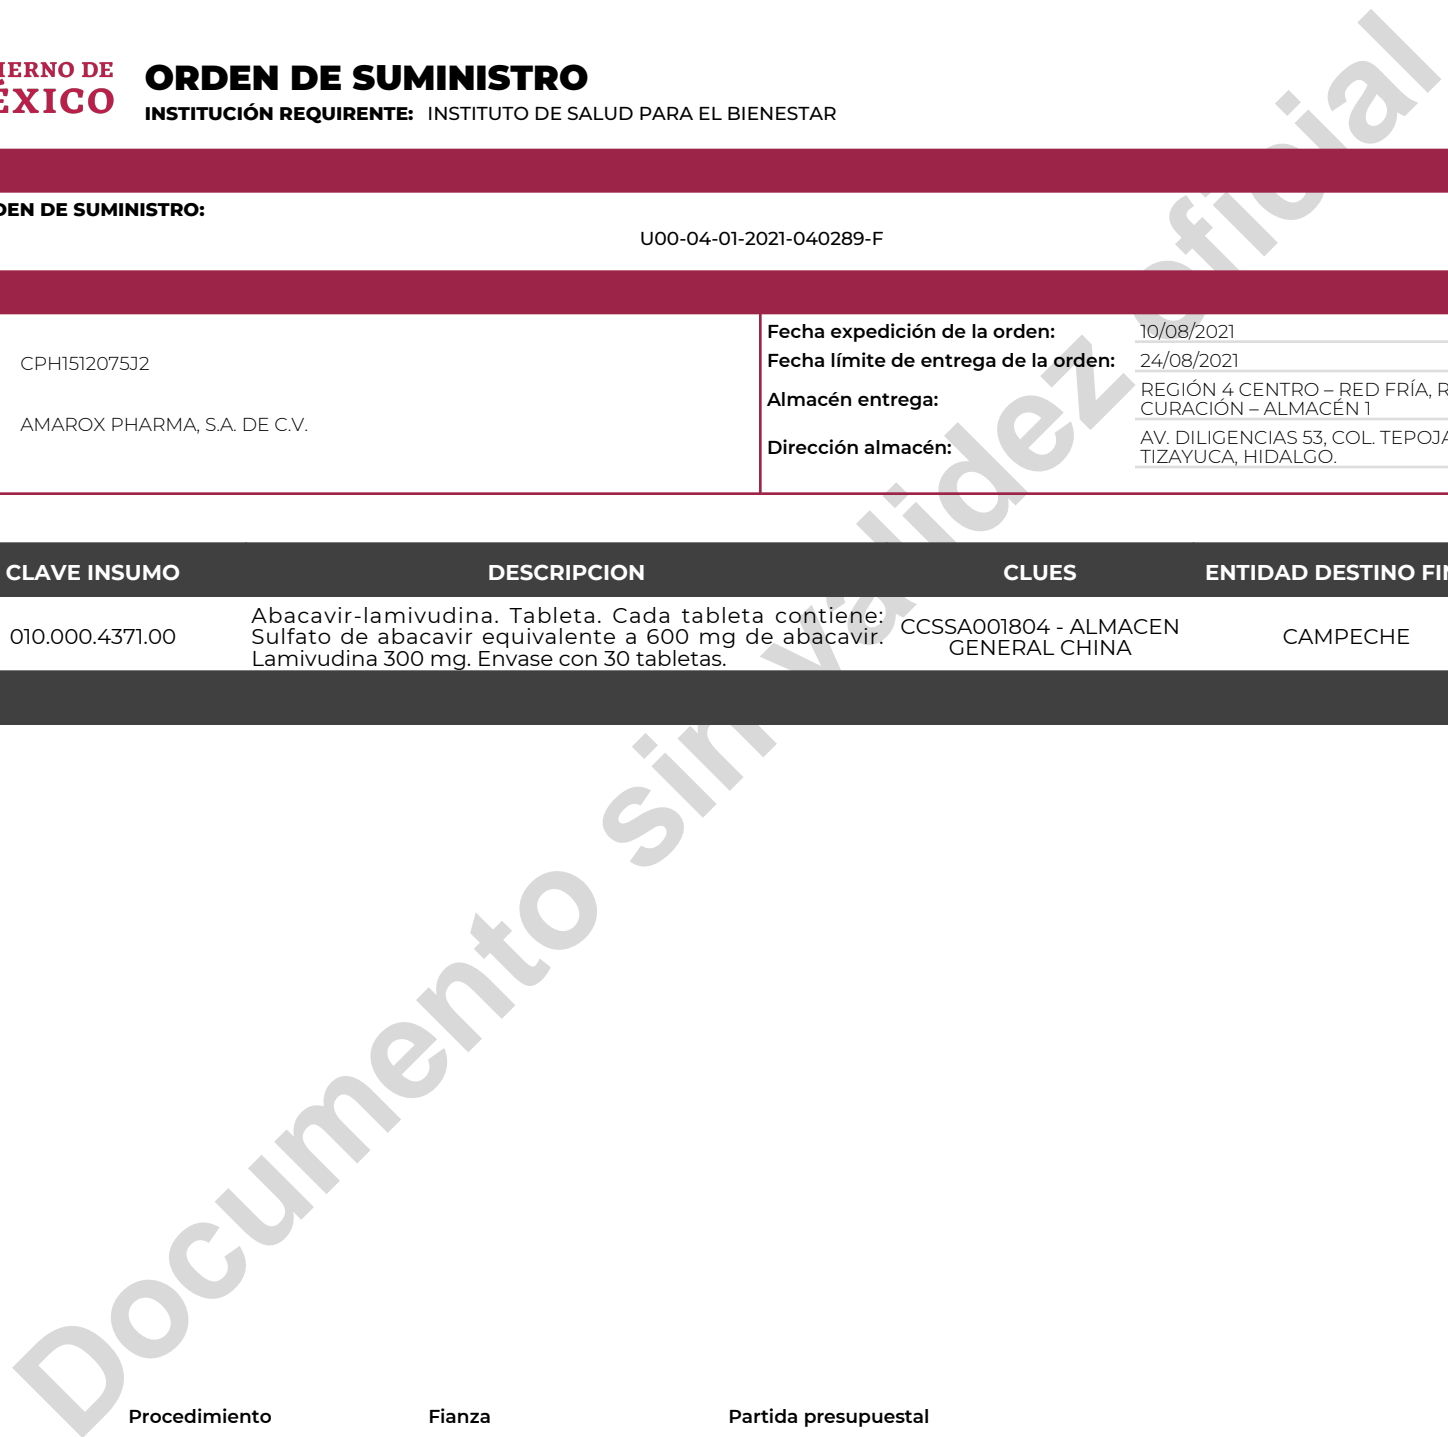 ORDEN DE SUMINISTRO
INSTITUCIÓN REQUIRENTE: INSTITUTO DE SALUD PARA EL BIENESTAR
DE
XICO
DE SUMINISTRO:
U00-04-01-2021-040289-F
CPH1512075J2
AMAROX PHARMA, S.A. DE C.V.
Fecha expedición de la orden: 10/08/2021
Fecha límite de entrega de la orden: 24/08/2021
Almacén entrega: REGIÓN 4 CENTRO – RED FRÍA,
CURACIÓN – ALMACÉN 1
Dirección almacén: AV. DILIGENCIAS 53, COL.
TIZAYUCA, HIDALGO.
CLAVE INSUMO DESCRIPCION CLUES ENTIDAD DESTINO
010.000.4371.00
Abacavir-lamivudina. Tableta. Cada tableta contiene:
Sulfato de abacavir equivalente a 600 mg de abacavir.
Lamivudina 300 mg. Envase con 30 tabletas.
CCSSA001804 - ALMACEN
GENERAL CHINA
CAMPECHE
Documento sin validez oficial
Procedimiento Fianza Partida presupuestal